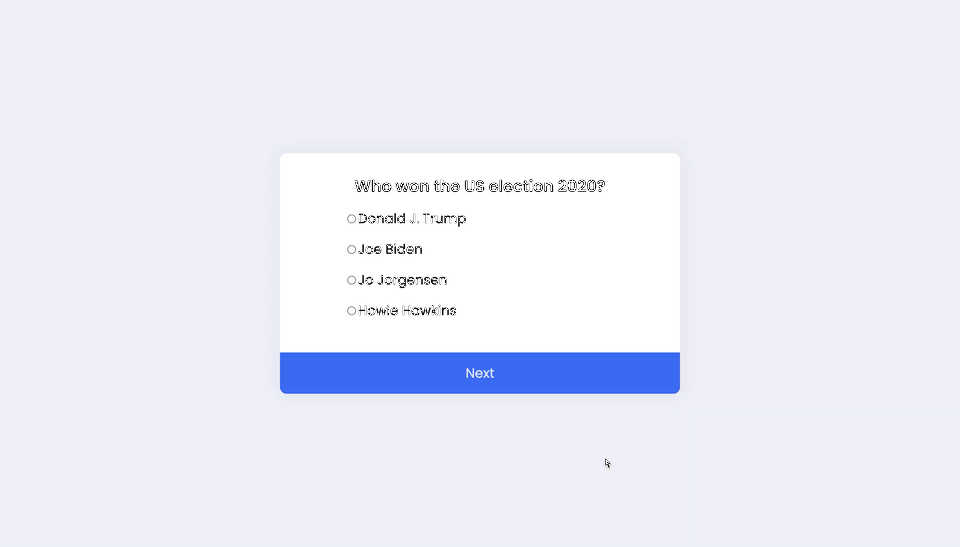 Who won the US election 2020?
Donald J. Trump
Joe Biden
Jo Jorgensen
Howie Hawkins
Next